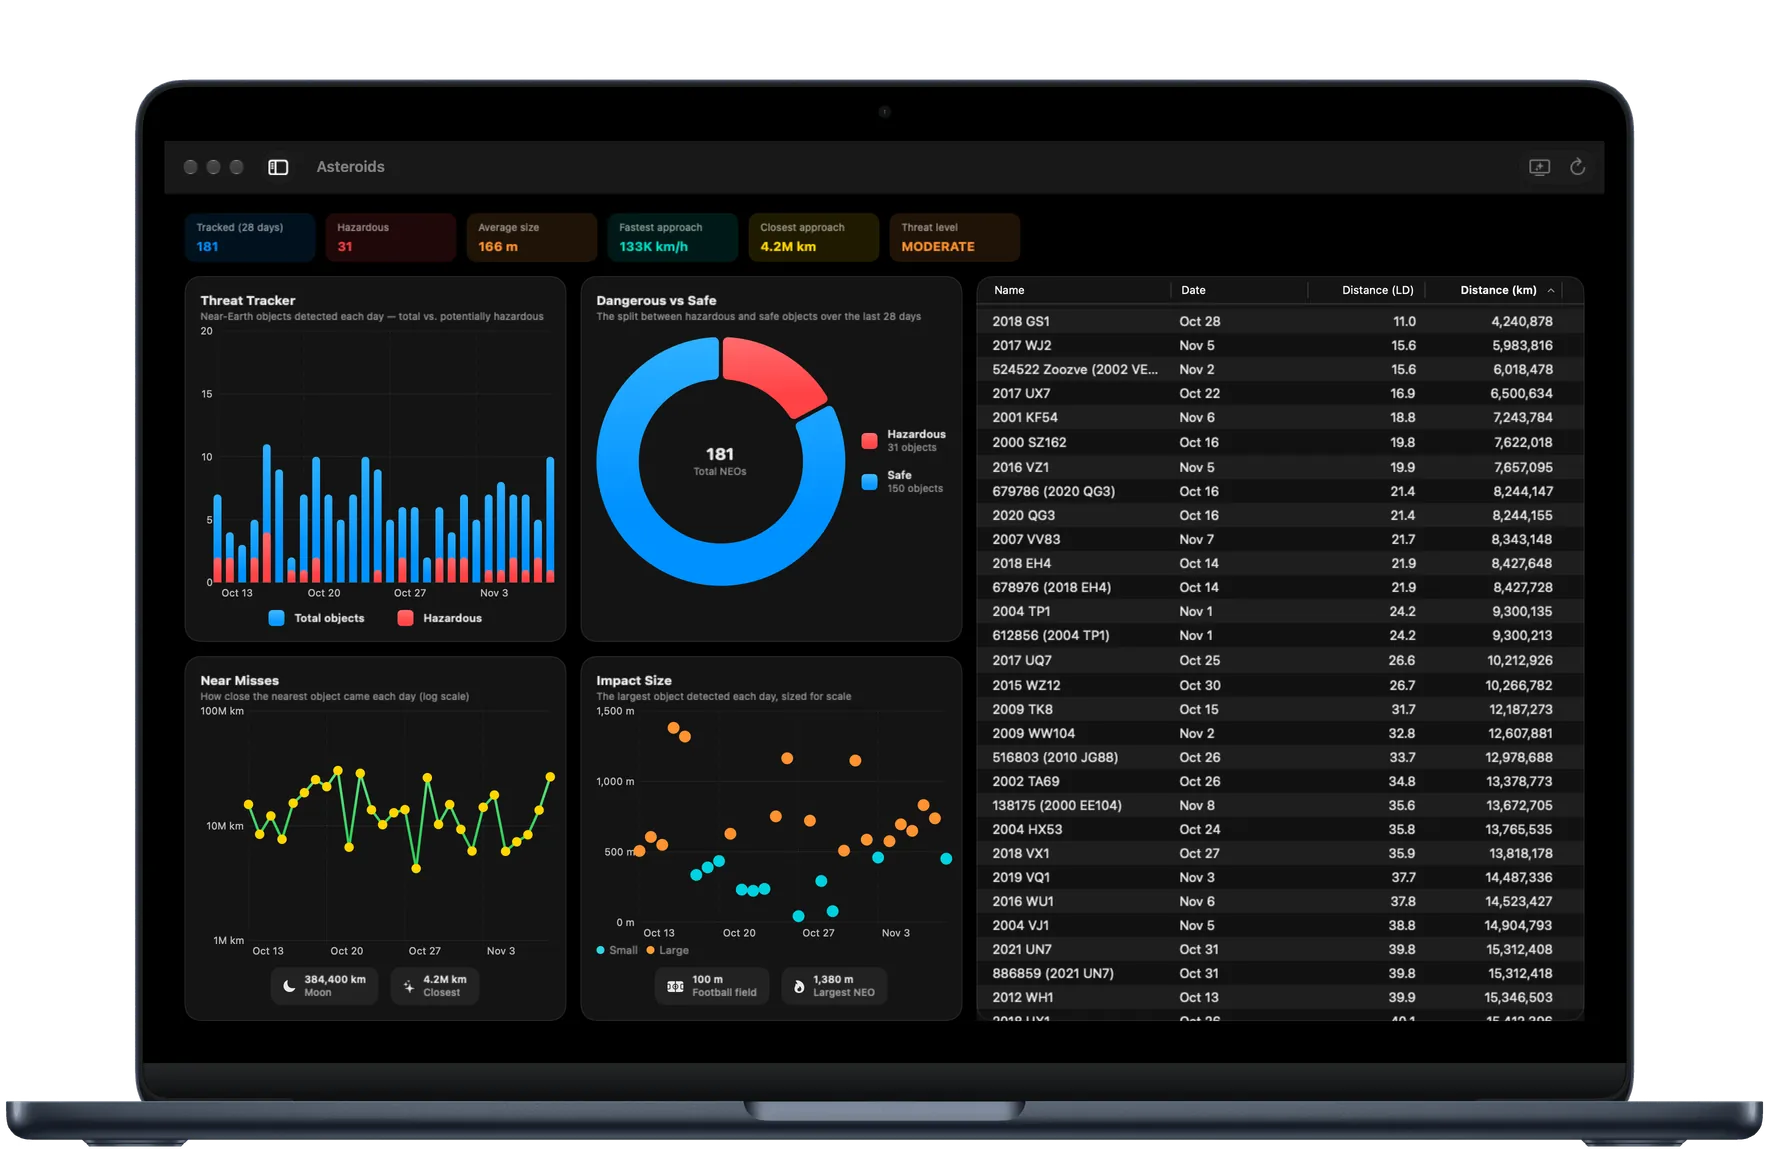 Asteroids
Tracked (28 days)
181
Hazardous
31
Average size
166 m
Fastest approach
133K km/h
Closest approach
4.2M km
Threat level
MODERATE
Threat Tracker
Near-Earth objects detected each day — total vs. potentially hazardous
20
15
10
5
0
Oct 13
Oct 20
Oct 27
Nov 3
Total objects
Hazardous
Dangerous vs Safe
The split between hazardous and safe objects over the last 28 days
181
Total NEOs
Hazardous
31 objects
Safe
150 objects
Near Misses
How close the nearest object came each day (log scale)
100M km
10M km
1M km
Oct 13
Oct 20
Oct 27
Nov 3
384,400 km
Moon
4.2M km
Closest
Impact Size
The largest object detected each day, sized for scale
1,500 m
1,000 m
500 m
0 m
Oct 13
Oct 20
Oct 27
Nov 3
Small
Large
100 m
Football field
1,380 m
Largest NEO
Name Date Distance (LD) Distance (km)
2018 GS1 Oct 28 11.0 4,240,878
2017 WJ2 Nov 5 15.6 5,983,816
524522 Zoozve (2002 VE... Nov 2 15.6 6,018,478
2017 UX7 Oct 22 16.9 6,500,634
2001 KF54 Nov 6 18.8 7,243,784
2000 SZ162 Oct 16 19.8 7,622,018
2016 VZ1 Nov 5 19.9 7,657,095
679786 (2020 QG3) Oct 16 21.4 8,244,147
2020 QG3 Oct 16 21.4 8,244,155
2007 VV83 Nov 7 21.7 8,343,148
2018 EH4 Oct 14 21.9 8,427,648
678976 (2018 EH4) Oct 14 21.9 8,427,728
2004 TP1 Nov 1 24.2 9,300,135
612856 (2004 TP1) Nov 1 24.2 9,300,213
2017 UQ7 Oct 25 26.6 10,212,926
2015 WZ12 Oct 30 26.7 10,266,782
2009 TK8 Oct 15 31.7 12,187,273
2009 WW104 Nov 2 32.8 12,607,881
516803 (2010 JG88) Oct 26 33.7 12,978,688
2002 TA69 Oct 26 34.8 13,378,773
138175 (2000 EE104) Nov 8 35.6 13,672,705
2004 HX53 Oct 24 35.8 13,765,535
2018 VX1 Oct 27 35.9 13,818,178
2019 VQ1 Nov 3 37.7 14,487,336
2016 WU1 Nov 6 37.8 14,523,427
2004 VJ1 Nov 5 38.8 14,904,793
2021 UN7 Oct 31 39.8 15,312,408
886859 (2021 UN7) Oct 31 39.8 15,312,418
2012 WH1 Oct 13 39.9 15,346,503